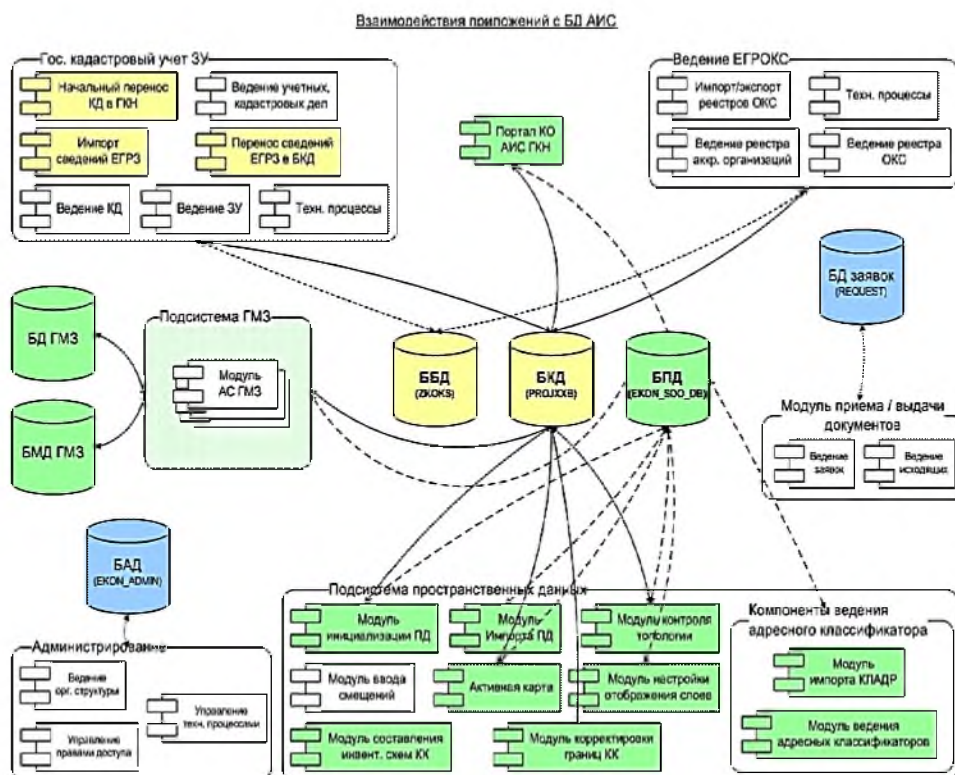 Взаимодействия приложений с БД АИС
Гос. кадастровый учет ЗУ
Начальный перенос
КД в ГКН
Ведение учетных,
кадастровых дел
Импорт
сведений ЕГРЗ
Перенос сведений
ЕГРЗ в БКД
Ведение КД
Ведение ЗУ
Техн. процессы
Портал КО
АИС ГКН
Ведение ЕГРОКС
Импорт/экспорт
реестров ОКС
Техн. процессы
Ведение реестра
аккр. организаций
Ведение реестра
ОКС
БД заявок
(REQUEST)
БД ГМЗ
БМД ГМЗ
Подсистема ГМЗ
Модуль
АС ГМЗ
ББД
(ZKOKS)
БКД
(PROJXXB)
БПД
(EKON_SDO_DB)
Модуль приема / выдачи
документов
Ведение
заявок
Ведение
исходящих
БАД
(EKON_ADMIN)
Администрирование
Ведение
орг. структуры
Управление
техн. процессами
Управление
правами доступа
Подсистема пространственных данных
Модуль
инициализации ПД
Модуль
Импорта ПД
Модуль контроля
топологии
Модуль ввода
смещений
Активная карта
Модуль настройки
отображения слоев
Модуль составления
инвент. схем КК
Модуль корректировки
границ КК
Компоненты ведения
адресного классификатора
Модуль
импорта КЛАДР
Модуль ведения
адресных классификаторов